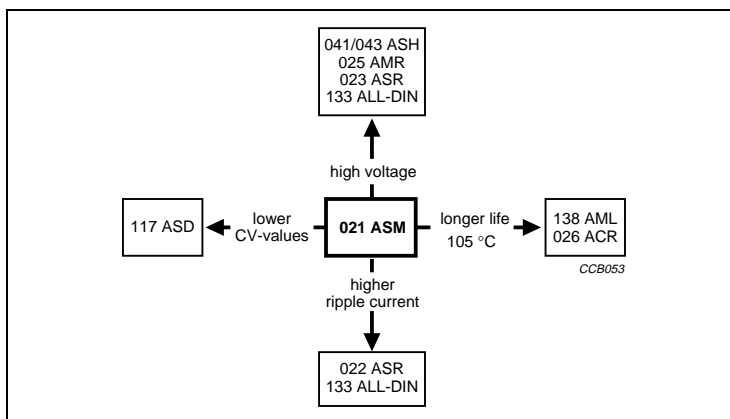 041/043 ASH
025 AMR
023 ASR
133 ALL-DIN
high voltage
117 ASD
lower
CV-values
021 ASM
longer life
105 °C
138 AML
026 ACR
CCB053
higher
ripple current
022 ASR
133 ALL-DIN